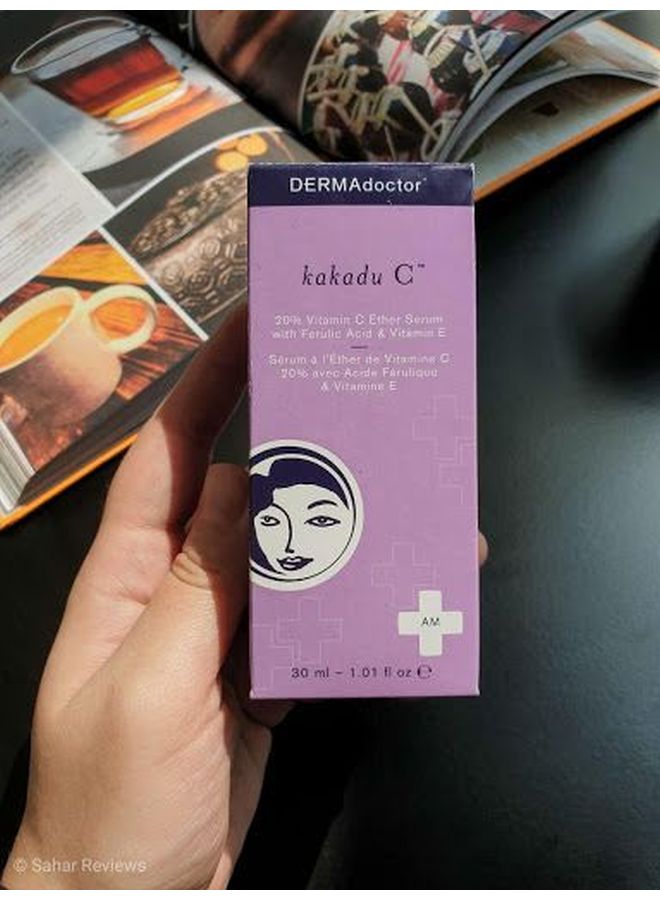 DERMAdoctor
kakadu C™
20% Vitamin C Ether Serum
with Ferulic Acid & Vitamin E
Sérum à l'Éther de Vitamine C
20% avec Acide Férulique
& Vitamine E
AM
30 ml – 1.01 fl oz ℮
© Sahar Reviews